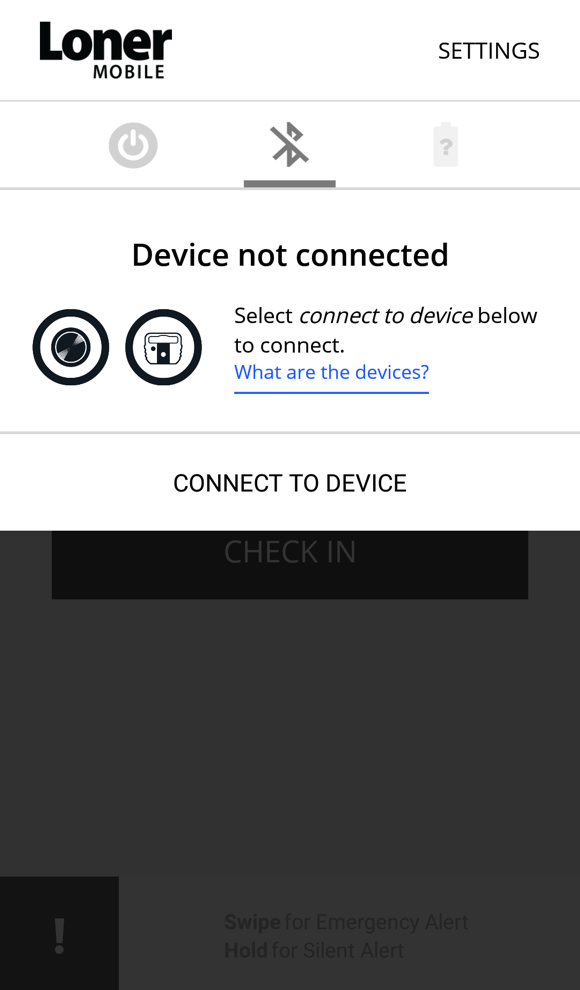 Loner
MOBILE
SETTINGS
?
Device not connected
Select connect to device below
to connect.
What are the devices?
CONNECT TO DEVICE
CHECK IN
!
Swipe for Emergency Alert
Hold for Silent Alert